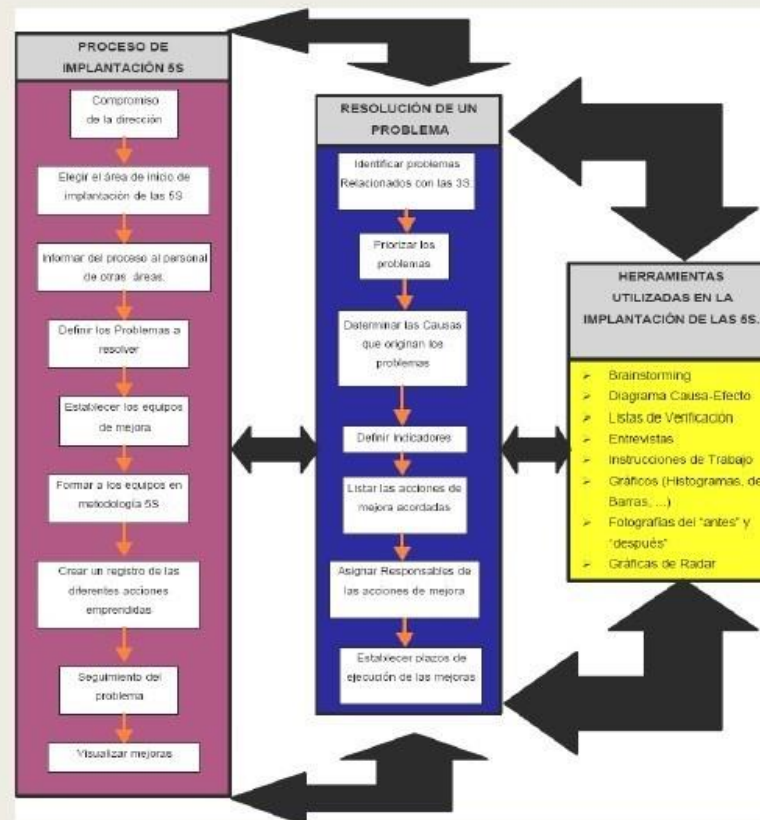 PROCESO DE
IMPLANTACIÓN 5S
Compromiso
de la dirección
Elegir el área de inicio de
implantación de las 5S
Informar del proceso al personal
de otras áreas.
Definir los Problemas a
resolver
Establecer los equipos
de mejora
Formar a los equipos en
metodología 5S
Crear un registro de las
diferentes acciones
emprendidas
Seguimiento del
problema
Visualizar mejoras
RESOLUCIÓN DE UN
PROBLEMA
Identificar problemas
Relacionados con las 3S.
Priorizar los
problemas
Determinar las Causas
que originan los
problemas
Definir Indicadores
Listar las acciones de
mejora acordadas
Asignar Responsables de
las acciones de mejora
Establecer plazos de
ejecución de las mejoras
HERRAMIENTAS
UTILIZADAS EN LA
IMPLANTACIÓN DE LAS 5S.
➢ Brainstorming
➢ Diagrama Causa-Efecto
➢ Listas de Verificación
➢ Entrevistas
➢ Instrucciones de Trabajo
➢ Gráficos (Histogramas, de
Barras, ...)
➢ Fotografías del "antes" y
"después"
➢ Gráficas de Radar